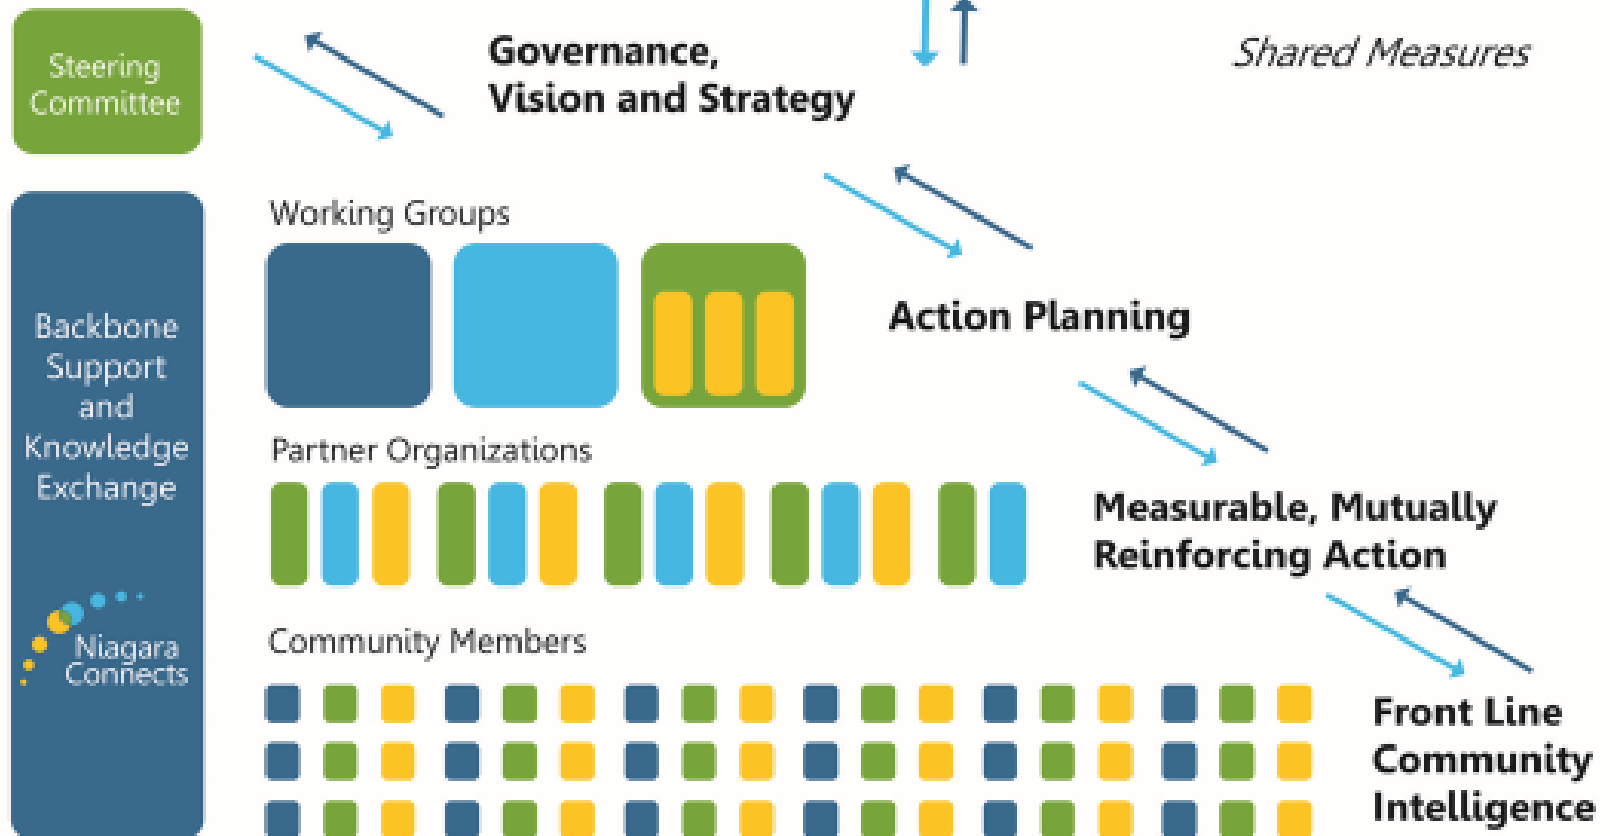 Steering
Committee
Governance,
Vision and Strategy
Shared Measures
Working Groups
Action Planning
Backbone
Support
and
Knowledge
Exchange
Partner Organizations
Measurable, Mutually
Reinforcing Action
Niagara
Connects
Community Members
Front Line
Community
Intelligence